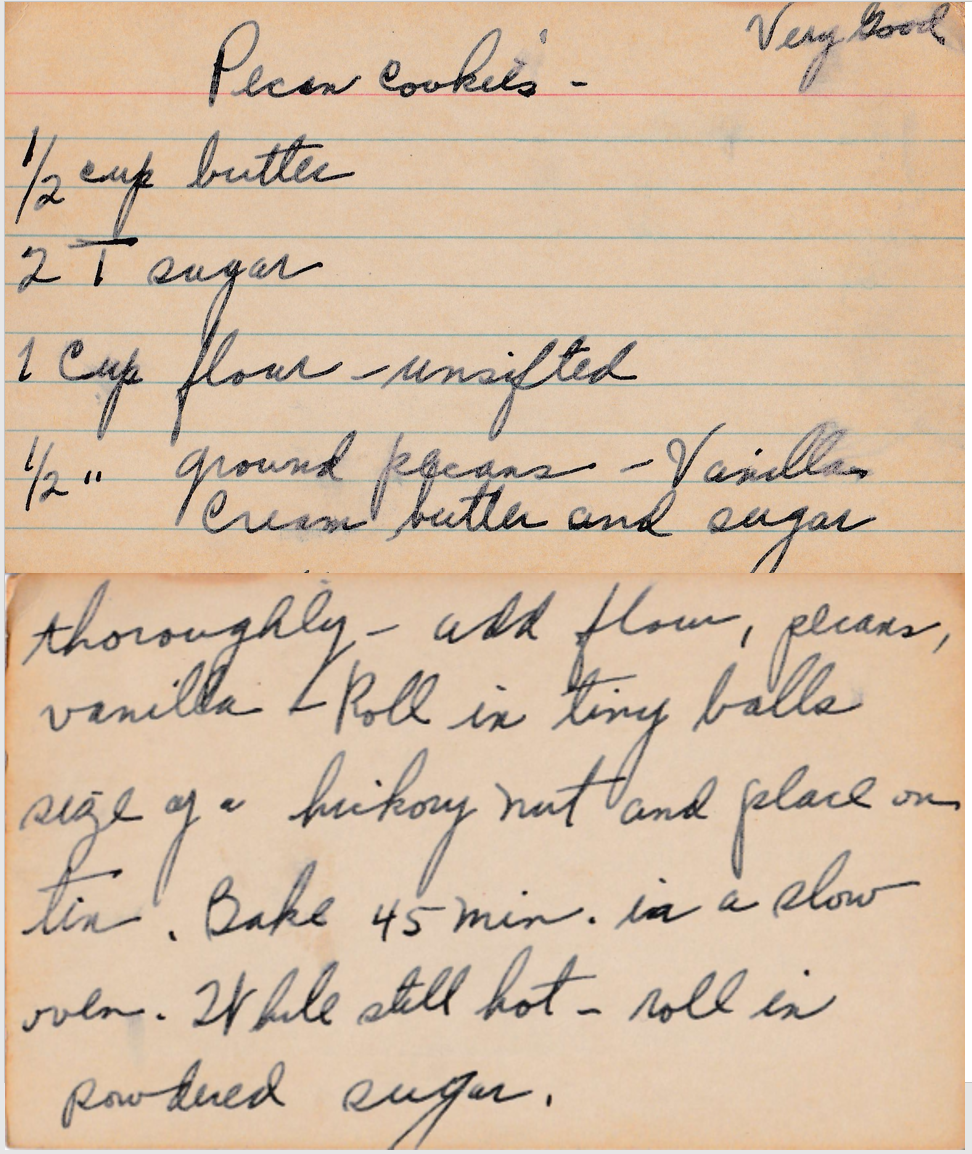 Very Good
Pecan Cookies -
1/2 cup butter
2 T sugar
1 Cup flour - unsifted
1/2 " ground pecans - Vanilla
Cream butter and sugar
thoroughly - add flour, pecans,
vanilla - Roll in tiny balls
size of a hickory nut and place on
tin. Bake 45 min. in a slow
oven. While still hot - roll in
powdered sugar.